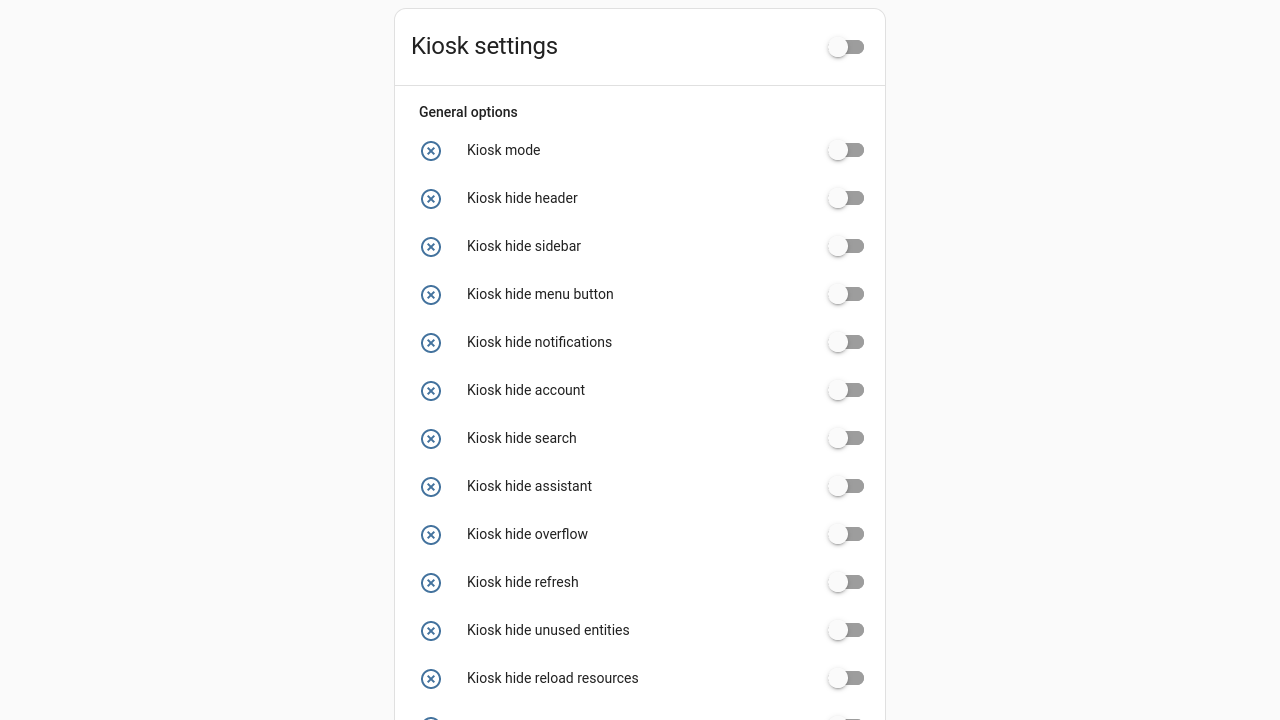 Kiosk settings
General options
Kiosk mode
Kiosk hide header
Kiosk hide sidebar
Kiosk hide menu button
Kiosk hide notifications
Kiosk hide account
Kiosk hide search
Kiosk hide assistant
Kiosk hide overflow
Kiosk hide refresh
Kiosk hide unused entities
Kiosk hide reload resources